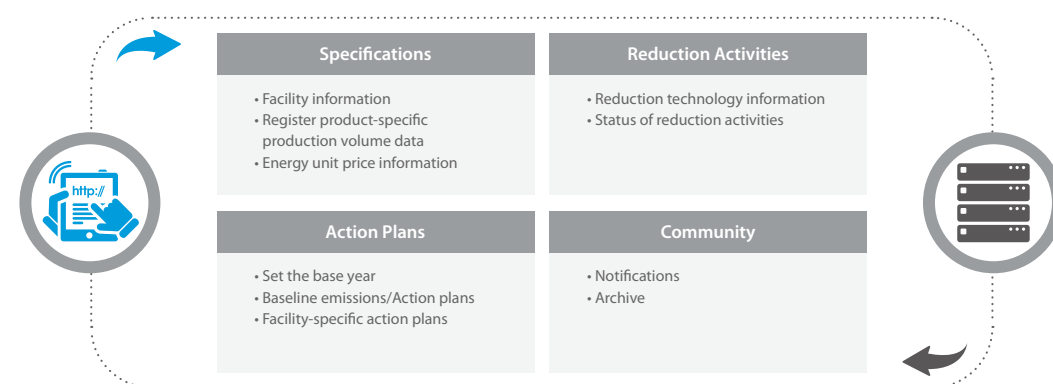 Specifications
• Facility information
• Register product-specific
production volume data
• Energy unit price information
Reduction Activities
• Reduction technology information
• Status of reduction activities
http://
Action Plans
• Set the base year
• Baseline emissions/Action plans
• Facility-specific action plans
Community
• Notifications
• Archive